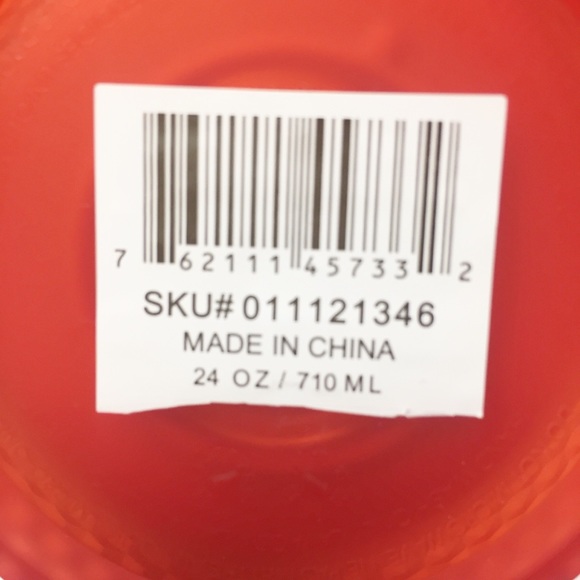 7 62111 45733 2
SKU# 011121346
MADE IN CHINA
24 OZ / 710 ML